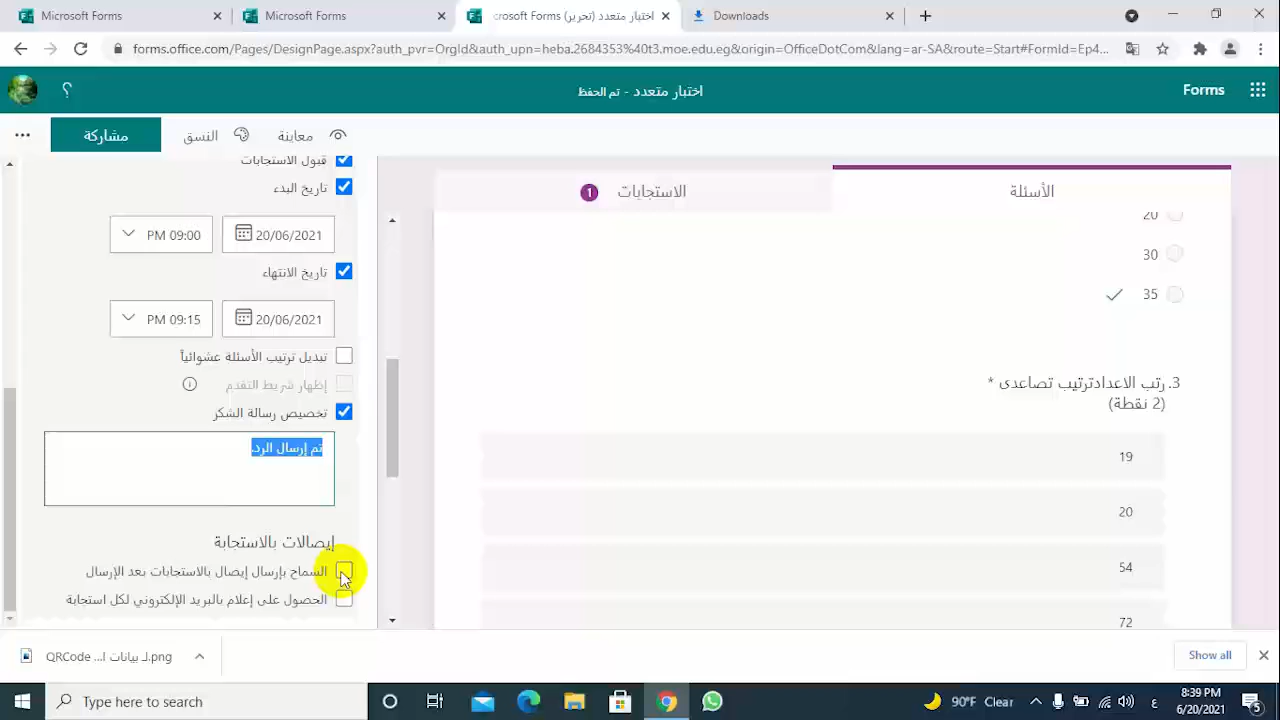 Microsoft Forms
Microsoft Forms
اختبار متعدد (تحرير) crosoft Forms
Downloads
forms.office.com/Pages/DesignPage.aspx?auth_pvr=OrgId&auth_upn=heba.2684353%40t3.moe.edu.eg&origin=OfficeDotCom&lang=ar-SA&route=Start#FormId=Ep4...
؟
اختبار متعدد - تم الحفظ
Forms
معاينة
النسق
مشاركة
...
الأسئلة
الاستجابات 1
20
30
35
3. رتب الاعدادترتيب تصاعدى *
(2 نقطة)
19
20
54
72
قبول الاستجابات
تاريخ البدء
20/06/2021
09:00 PM
تاريخ الانتهاء
20/06/2021
09:15 PM
تبديل ترتيب الأسئلة عشوائياً
إظهار شريط التقدم
تخصيص رسالة الشكر
تم إرسال الرد.
إيصالات بالاستجابة
السماح بإرسال إيصال بالاستجابات بعد الإرسال
الحصول على إعلام بالبريد الإلكتروني لكل استجابة
QRCode لـ بيانات ا....png
Show all
Type here to search
90°F Clear
ع
8:39 PM
6/20/2021
5